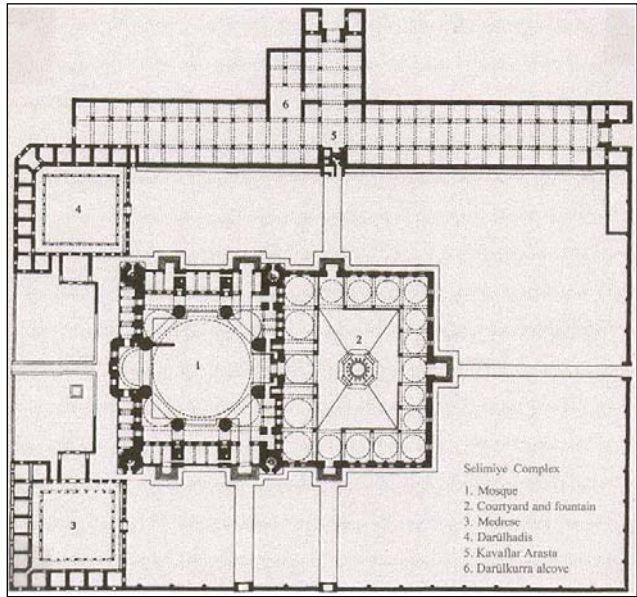 6
5
4
2
1
3
Selimiye Complex
1. Mosque
2. Courtyard and fountain
3. Medrese
4. Darülhadis
5. Kavaflar Arasta
6. Darülkurra alcove